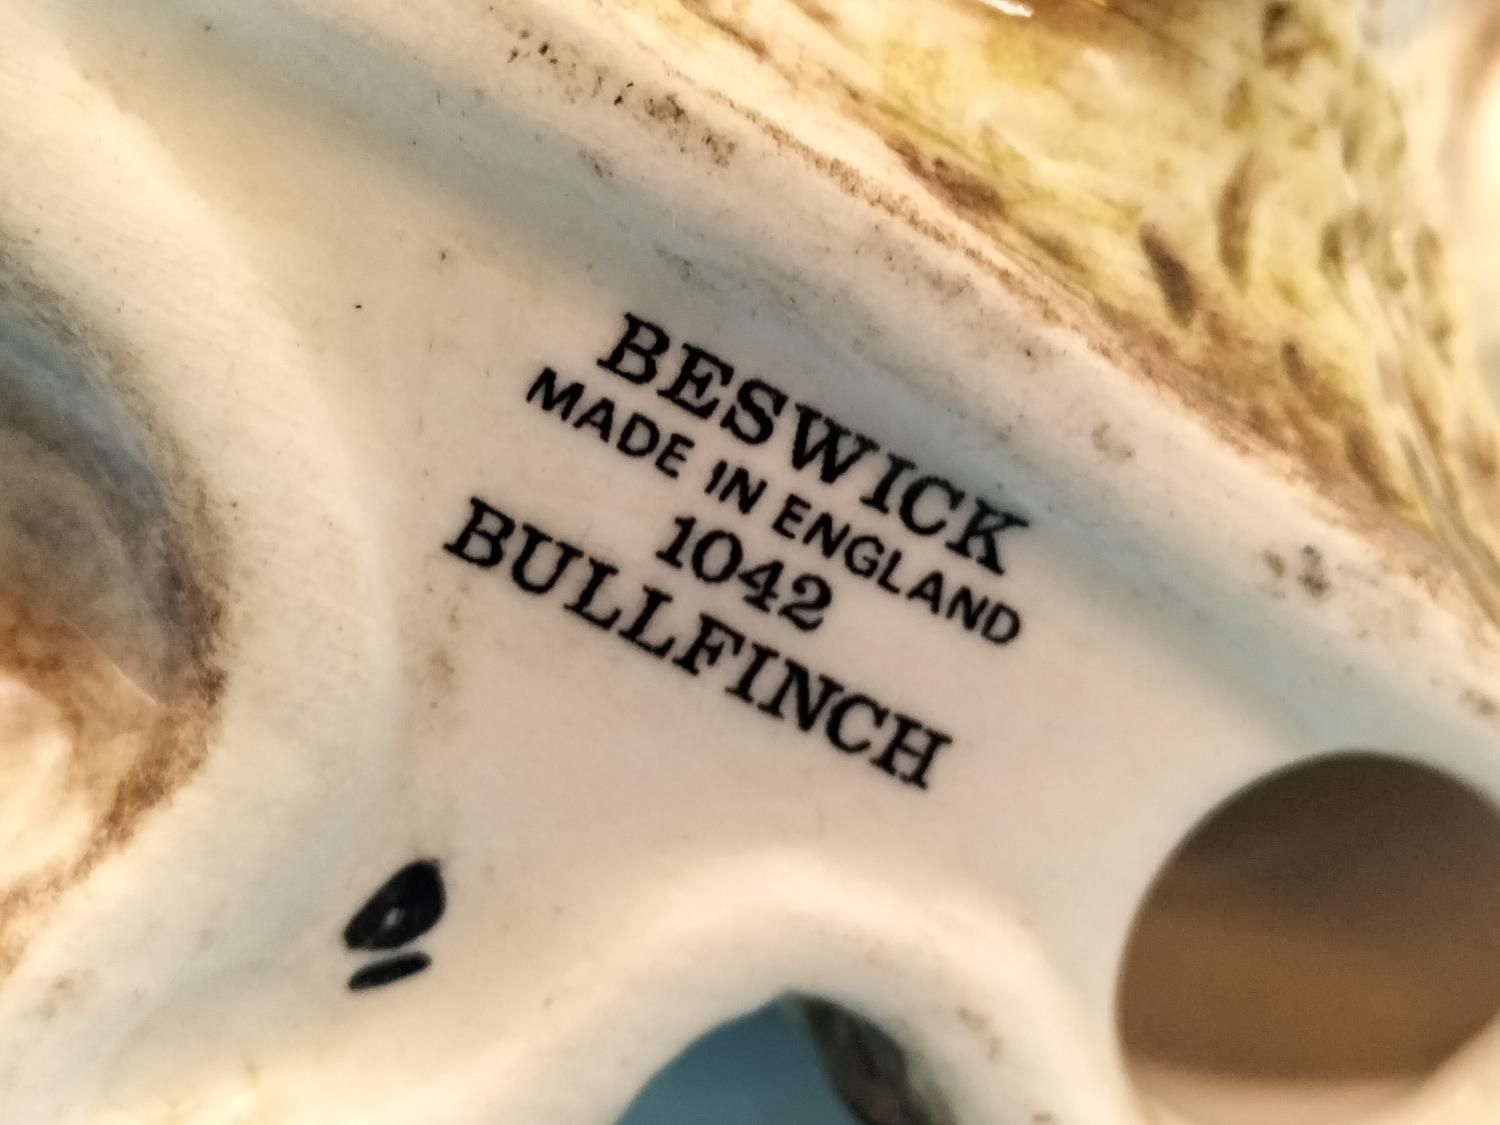 BESWICK
MADE IN ENGLAND
1042
BULLFINCH